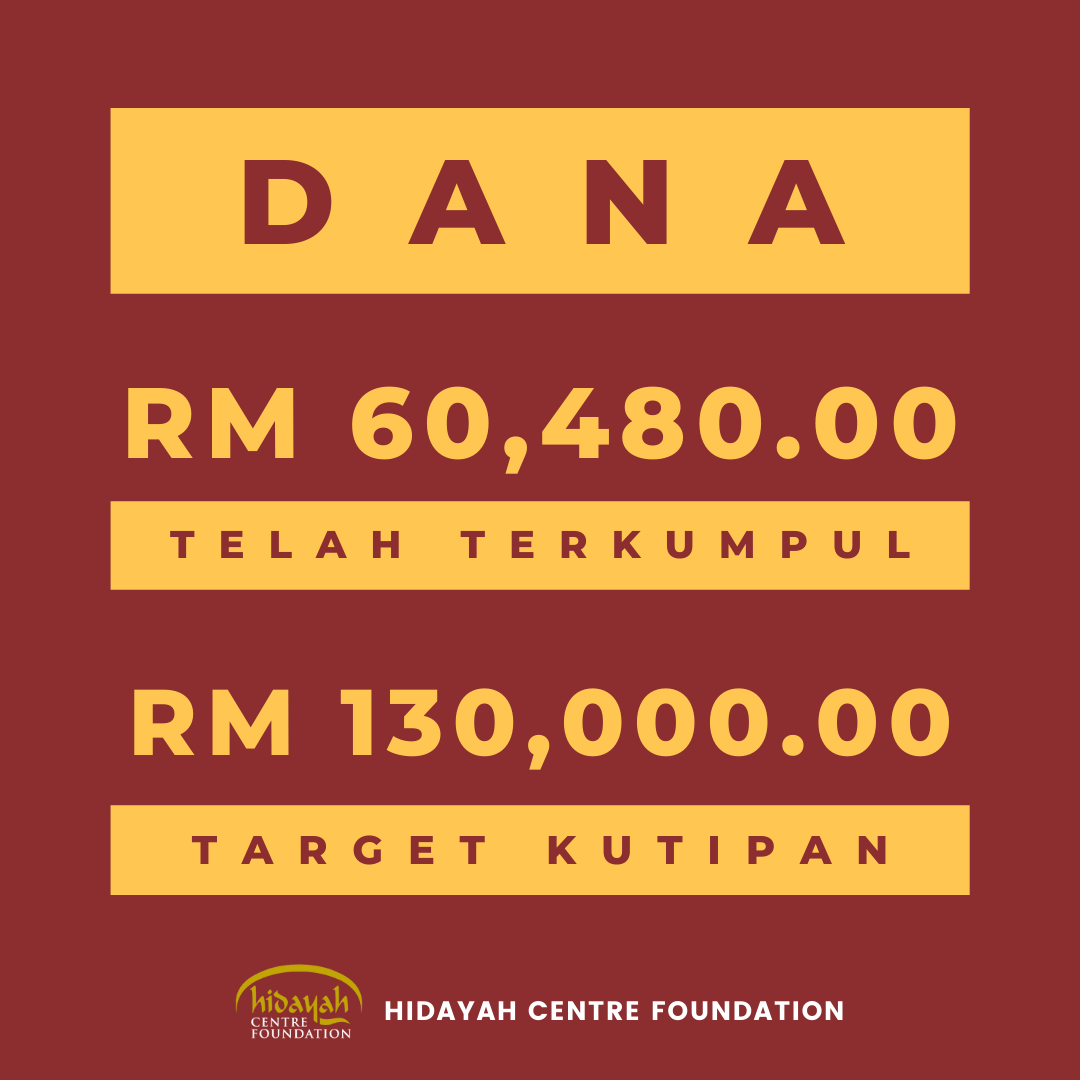 DANA
RM 60,480.00
TELAH TERKUMPUL
RM 130,000.00
TARGET KUTIPAN
hidayah
CENTRE
FOUNDATION
HIDAYAH CENTRE FOUNDATION